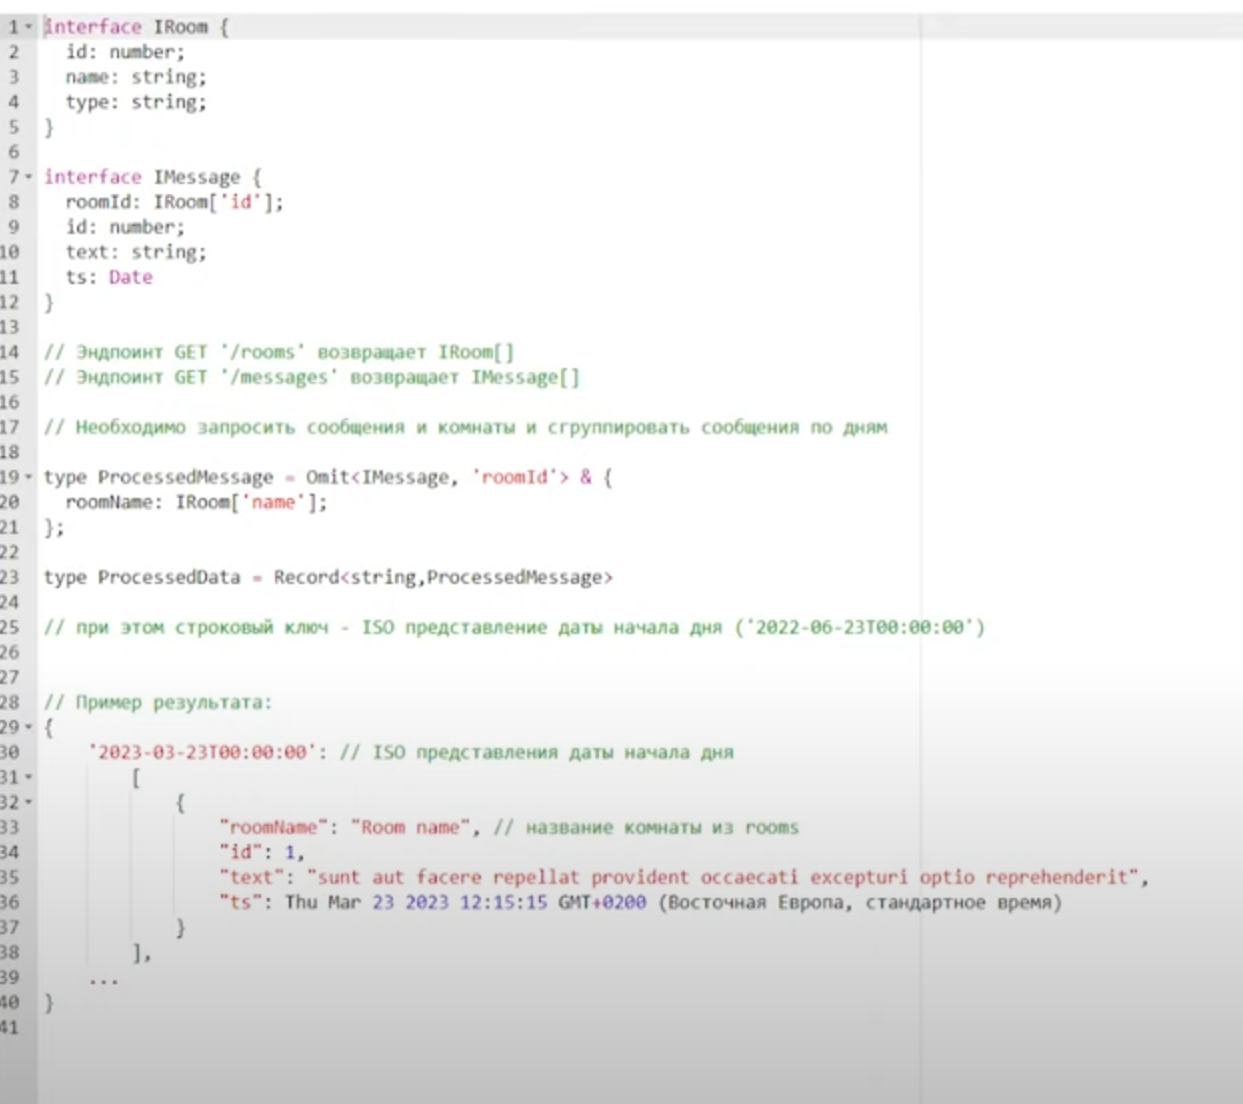 1 interface IRoom {
2 id: number;
3 name: string;
4 type: string;
5 }
6
7 interface IMessage {
8 roomId: IRoom['id'];
9 id: number;
10 text: string;
11 ts: Date
12 }
13
14 // Эндпоинт GET '/rooms' возвращает IRoom[]
15 // Эндпоинт GET '/messages' возвращает IMessage[]
16
17 // Необходимо запросить сообщения и комнаты и сгруппировать сообщения по дням
18
19 type ProcessedMessage = Omit<IMessage, 'roomId'> & {
20 roomName: IRoom['name'];
21 };
22
23 type ProcessedData = Record<string,ProcessedMessage>
24
25 // при этом строковый ключ - ISO представление даты начала дня ('2022-06-23T00:00:00')
26
27
28 // Пример результата:
29 {
30 '2023-03-23T00:00:00': // ISO представления даты начала дня
31 [
32 {
33 "roomName": "Room name", // название комнаты из rooms
34 "id": 1,
35 "text": "sunt aut facere repellat provident occaecati excepturi optio reprehenderit",
36 "ts": Thu Mar 23 2023 12:15:15 GMT+0200 (Восточная Европа, стандартное время)
37 }
38 ],
39 ...
40 }
41